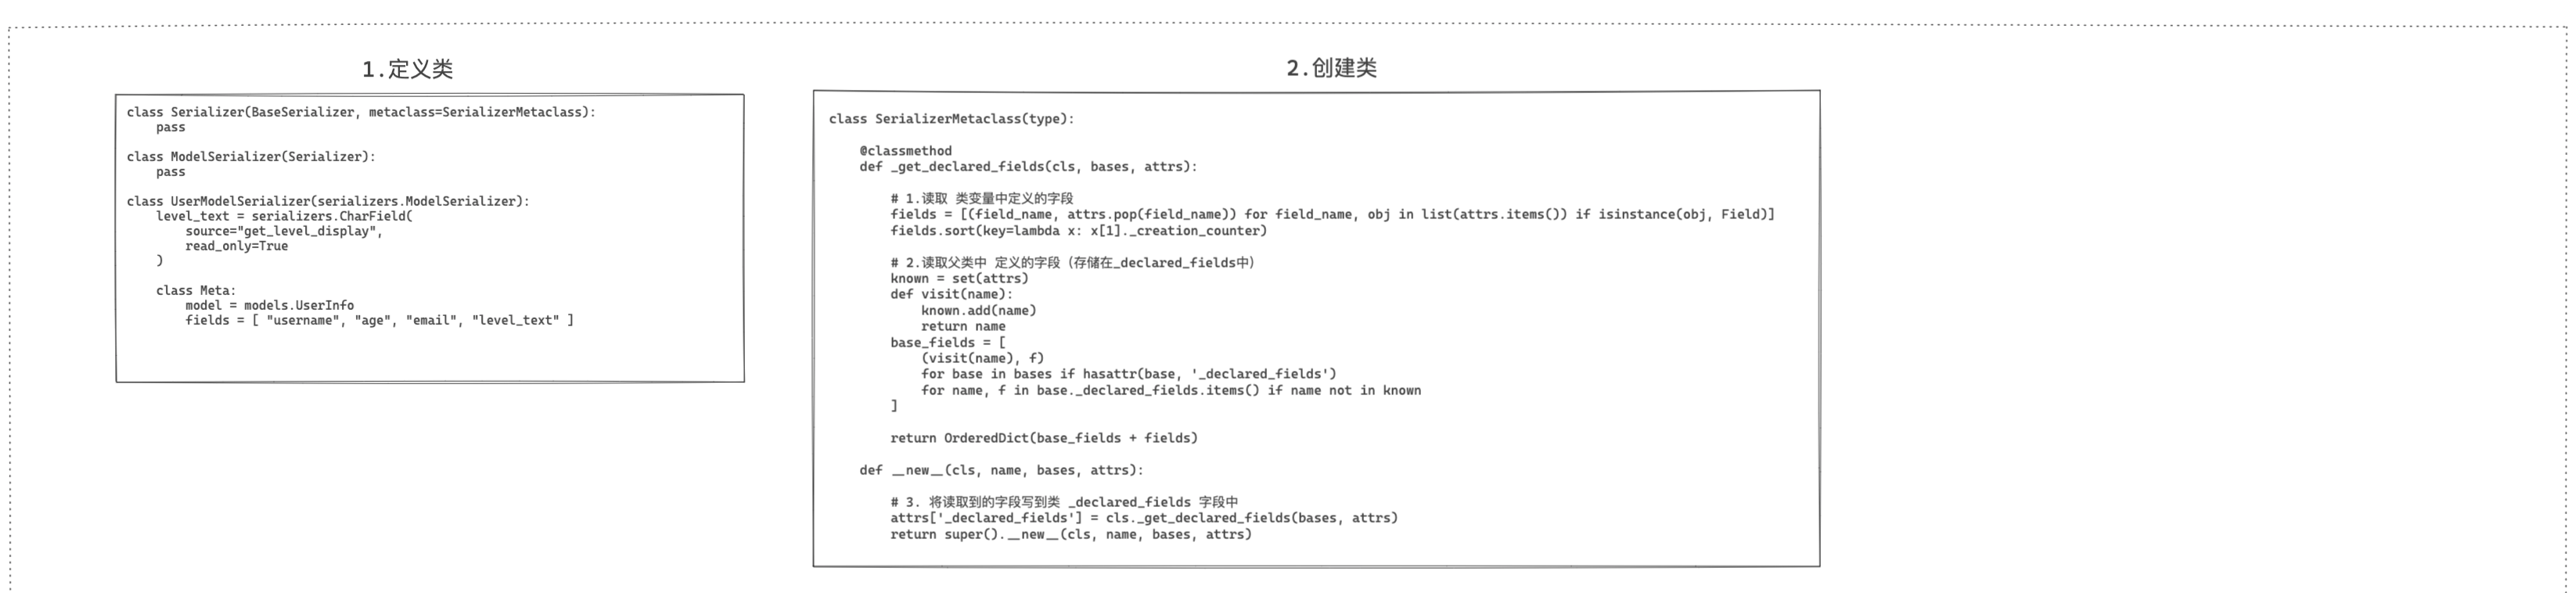 1.定义类
class Serializer(BaseSerializer, metaclass=SerializerMetaclass):
    pass
class ModelSerializer(Serializer):
    pass
class UserModelSerializer(serializers.ModelSerializer):
    level_text = serializers.CharField(
        source="get_level_display",
        read_only=True
    )
    class Meta:
        model = models.UserInfo
        fields = [ "username", "age", "email", "level_text" ]
2.创建类
class SerializerMetaclass(type):
    @classmethod
    def _get_declared_fields(cls, bases, attrs):
        # 1.读取 类变量中定义的字段
        fields = [(field_name, attrs.pop(field_name)) for field_name, obj in list(attrs.items()) if isinstance(obj, Field)]
        fields.sort(key=lambda x: x[1]._creation_counter)
        # 2.读取父类中 定义的字段（存储在_declared_fields中）
        known = set(attrs)
        def visit(name):
            known.add(name)
            return name
        base_fields = [
            (visit(name), f)
            for base in bases if hasattr(base, '_declared_fields')
            for name, f in base._declared_fields.items() if name not in known
        ]
        return OrderedDict(base_fields + fields)
    def __new__(cls, name, bases, attrs):
        # 3. 将读取到的字段写到类 _declared_fields 字段中
        attrs['_declared_fields'] = cls._get_declared_fields(bases, attrs)
        return super().__new__(cls, name, bases, attrs)